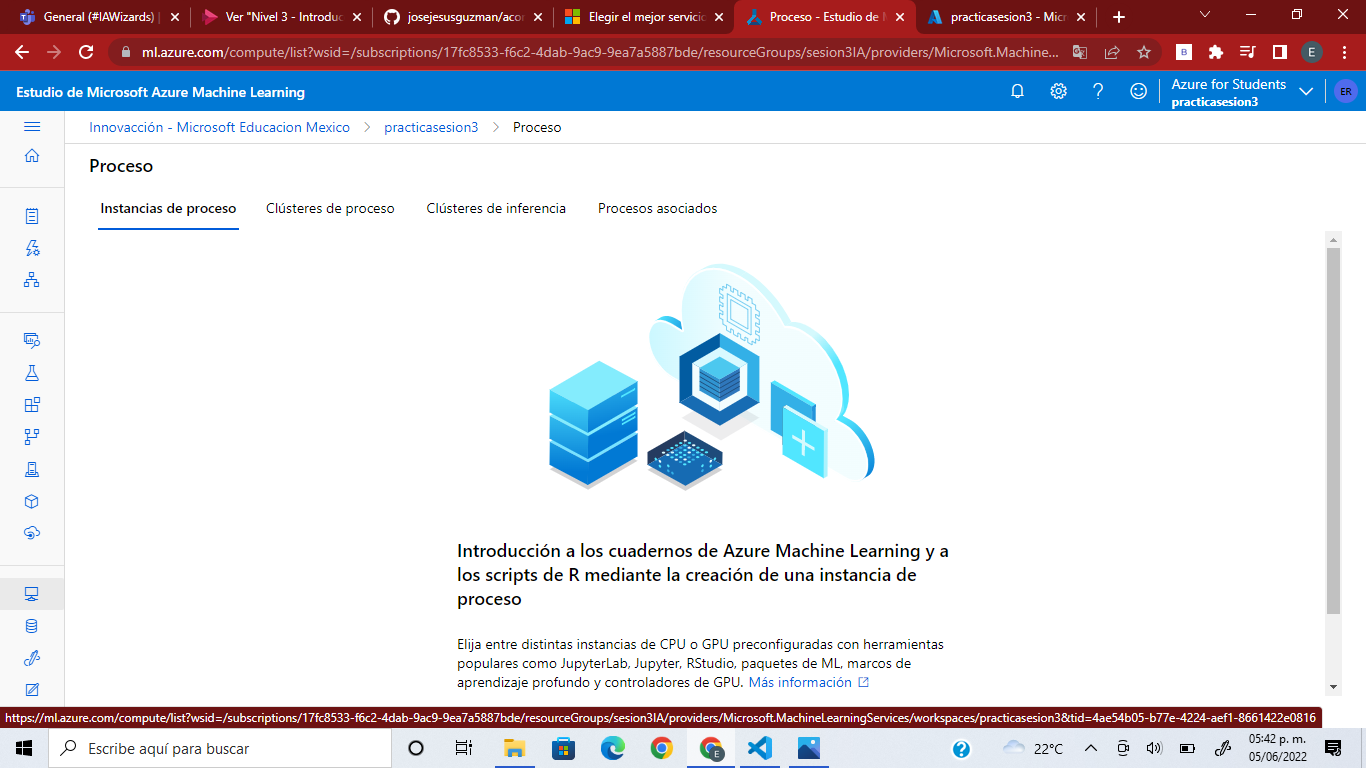 General (#IAWizards) |
Ver "Nivel 3 - Introduc
josejesusguzman/acor
Elegir el mejor servicio
Proceso - Estudio de M
practicasesion3 - Micr
ml.azure.com/compute/list?wsid=/subscriptions/17fc8533-f6c2-4dab-9ac9-9ea7a5887bde/resourceGroups/sesion3IA/providers/Microsoft.Machine...
B
E
Estudio de Microsoft Azure Machine Learning
Azure for Students
practicasesion3
ER
Innovacción - Microsoft Educacion Mexico > practicasesion3 > Proceso
Proceso
Instancias de proceso
Clústeres de proceso
Clústeres de inferencia
Procesos asociados
Introducción a los cuadernos de Azure Machine Learning y a
los scripts de R mediante la creación de una instancia de
proceso
Elija entre distintas instancias de CPU o GPU preconfiguradas con herramientas
populares como JupyterLab, Jupyter, RStudio, paquetes de ML, marcos de
aprendizaje profundo y controladores de GPU. Más información
https://ml.azure.com/compute/list?wsid=/subscriptions/17fc8533-f6c2-4dab-9ac9-9ea7a5887bde/resourceGroups/sesion3IA/providers/Microsoft.MachineLearningServices/workspaces/practicasesion3&tid=4ae54b05-b77e-4224-aef1-8661422e0816
Escribe aquí para buscar
E
22°C
05:42 p. m.
05/06/2022